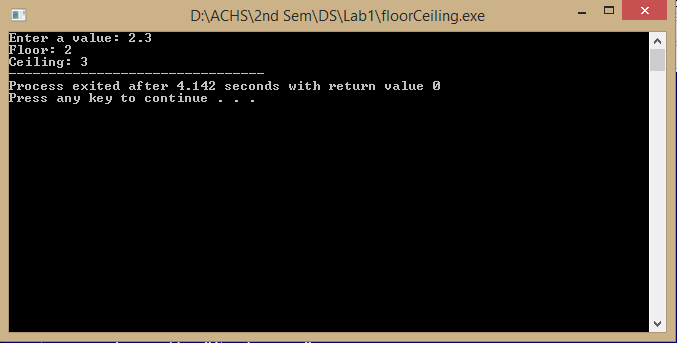 D:\ACHS\2nd Sem\DS\Lab1\floorCeiling.exe
Enter a value: 2.3
Floor: 2
Ceiling: 3
--------------------------------
Process exited after 4.142 seconds with return value 0
Press any key to continue . . .